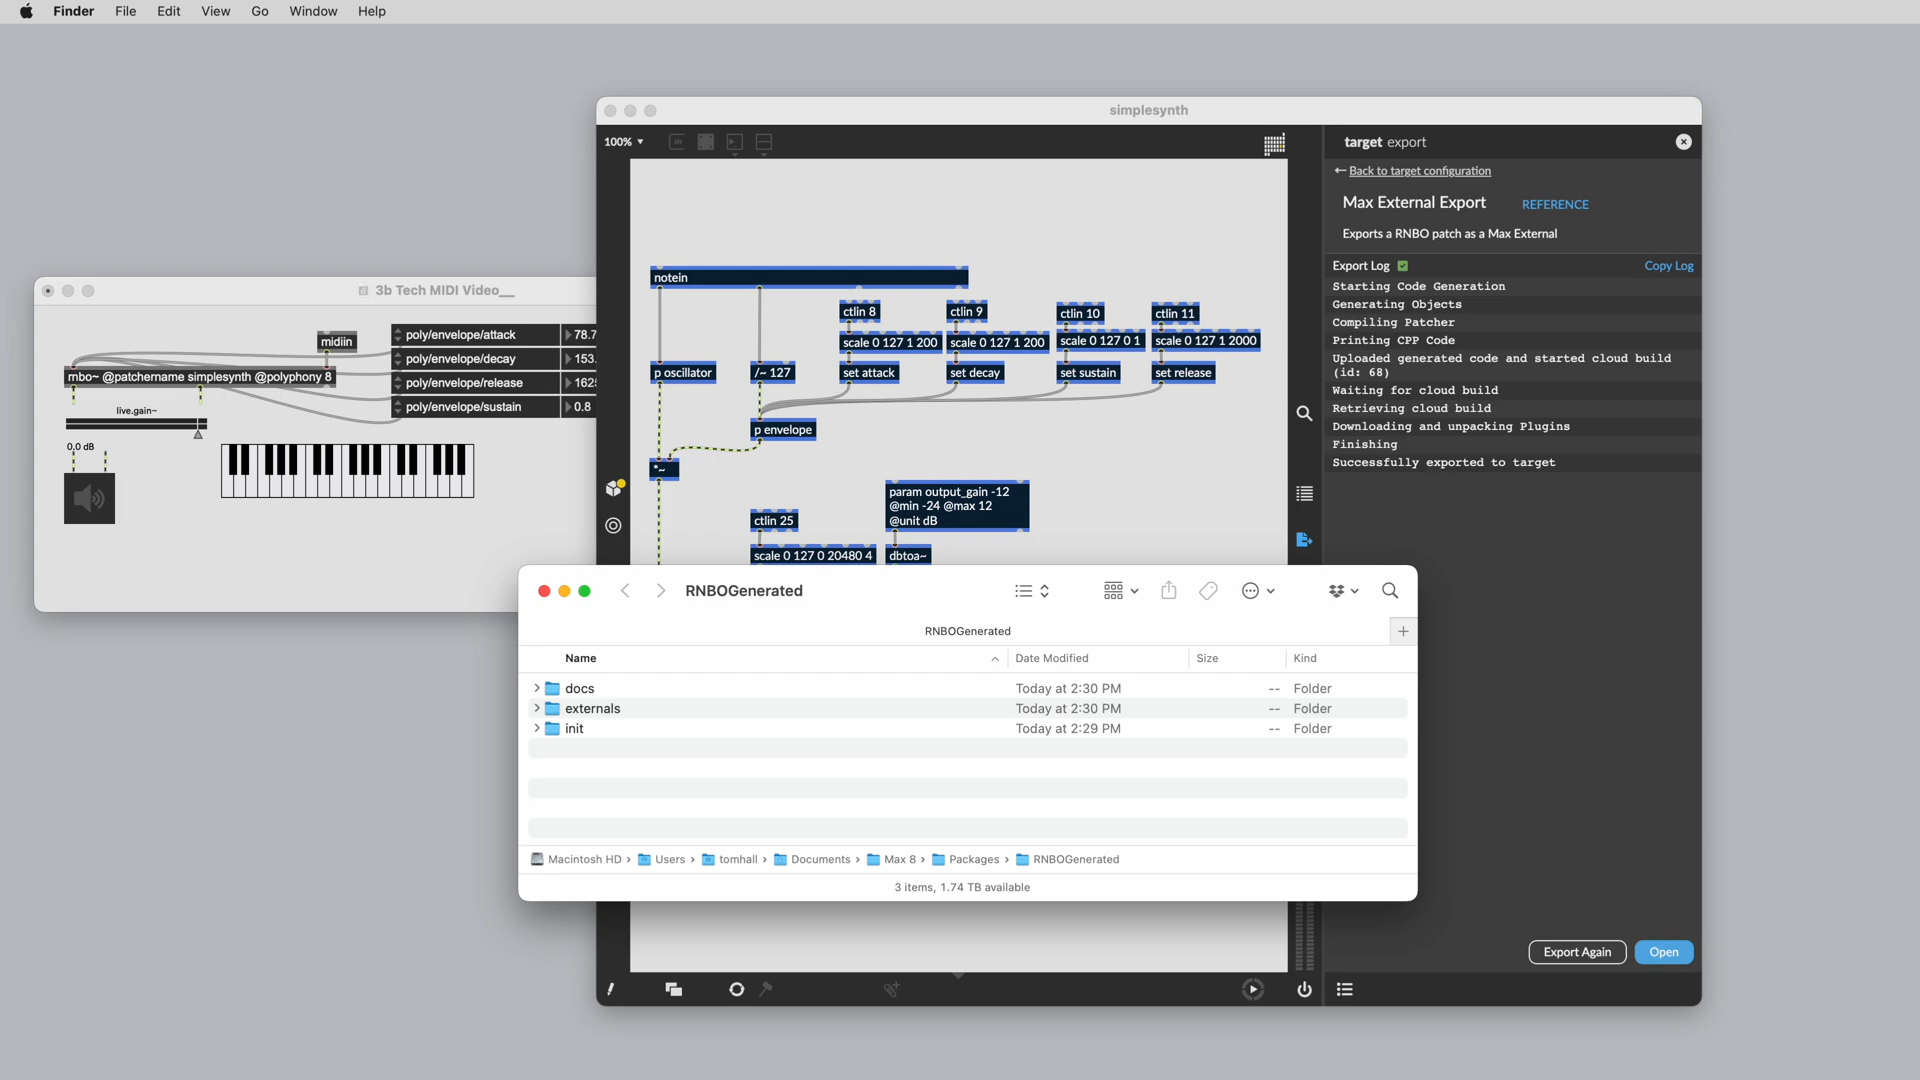 Finder File Edit View Go Window Help
simplesynth
100%
target export
Back to target configuration
Max External Export REFERENCE
Exports a RNBO patch as a Max External
Export Log Copy Log
Starting Code Generation
Generating Objects
Compiling Patcher
Printing CPP Code
Uploaded generated code and started cloud build
(id: 68)
Waiting for cloud build
Retrieving cloud build
Downloading and unpacking Plugins
Finishing
Successfully exported to target
Export Again Open
notein
ctlin 8 ctlin 9 ctlin 10 ctlin 11
scale 0 127 1 200 scale 0 127 1 200 scale 0 127 0 1 scale 0 127 1 2000
p oscillator /~ 127 set attack set decay set sustain set release
p envelope
*~
param output_gain -12
@min -24 @max 12
@unit dB
ctlin 25
scale 0 127 0 20480 4 dbtoa~
3b Tech MIDI Video__
midiin
poly/envelope/attack 78.7
poly/envelope/decay 153.
poly/envelope/release 162
poly/envelope/sustain 0.8
rnbo~ @patchername simplesynth @polyphony 8
live.gain~
0.0 dB
RNBOGenerated
RNBOGenerated
Name Date Modified Size Kind
docs Today at 2:30 PM -- Folder
externals Today at 2:30 PM -- Folder
init Today at 2:29 PM -- Folder
Macintosh HD › Users › tomhall › Documents › Max 8 › Packages › RNBOGenerated
3 items, 1.74 TB available